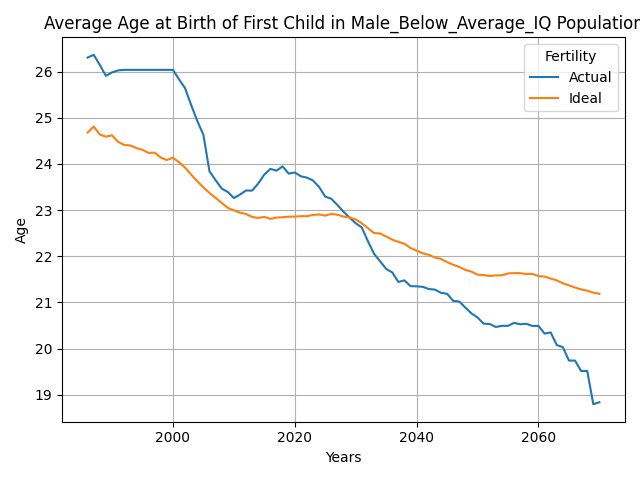 Average Age at Birth of First Child in Male_Below_Average_IQ Population
Fertility
Actual
Ideal
26
25
24
23
22
21
20
19
Age
2000
2020
2040
2060
Years